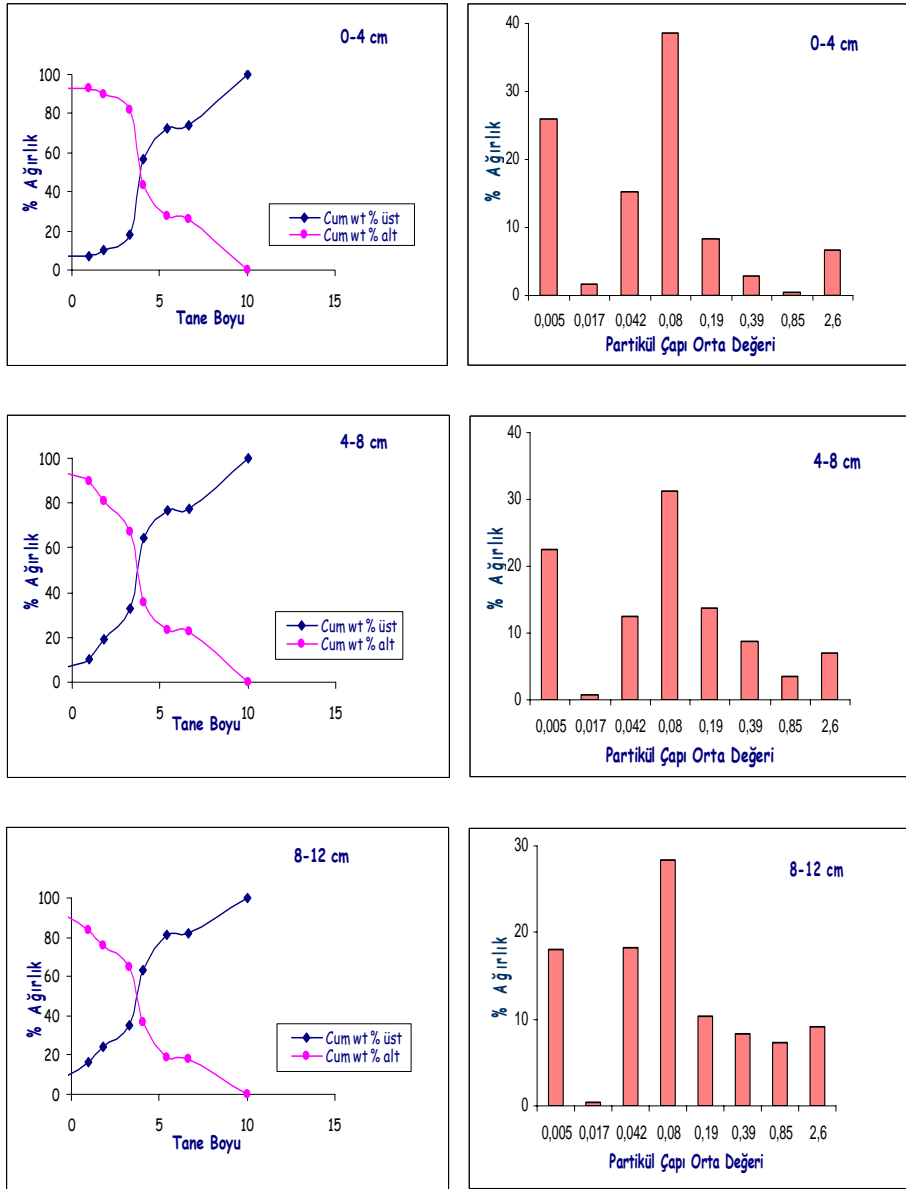 0-4 cm
100
80
60
40
20
0
% Ağırlık
Cum wt % üst
Cum wt % alt
0 5 10 15
Tane Boyu
0-4 cm
40
30
20
10
0
% Ağırlık
0,005 0,017 0,042 0,08 0,19 0,39 0,85 2,6
Partikül Çapı Orta Değeri
4-8 cm
100
80
60
40
20
0
% Ağırlık
Cum wt % üst
Cum wt % alt
0 5 10 15
Tane Boyu
4-8 cm
40
30
20
10
0
% Ağırlık
0,005 0,017 0,042 0,08 0,19 0,39 0,85 2,6
Partikül Çapı Orta Değeri
8-12 cm
100
80
60
40
20
0
% Ağırlık
Cum wt % üst
Cum wt % alt
0 5 10 15
Tane Boyu
8-12 cm
30
20
10
0
% Ağırlık
0,005 0,017 0,042 0,08 0,19 0,39 0,85 2,6
Partikül Çapı Orta Değeri